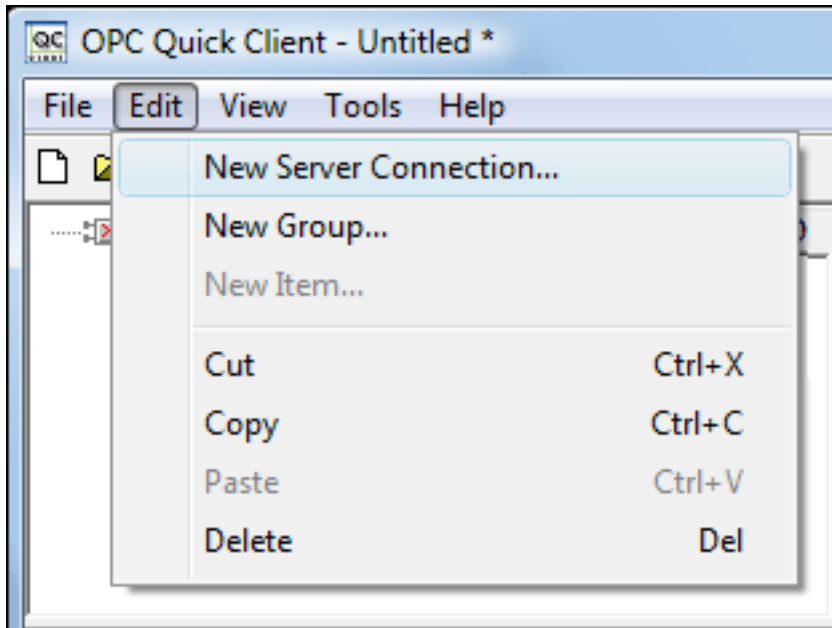 OPC Quick Client - Untitled *
File Edit View Tools Help
New Server Connection...
New Group...
New Item...
Cut Ctrl+X
Copy Ctrl+C
Paste Ctrl+V
Delete Del